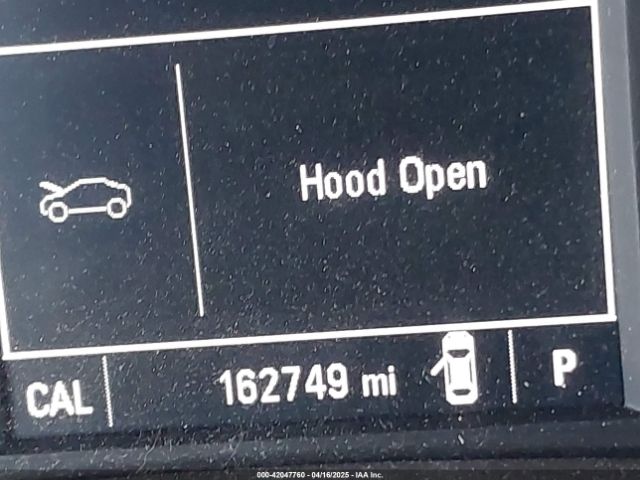 Hood Open
CAL 162749 mi P
000-42047760 - 04/16/2025 - IAA Inc.